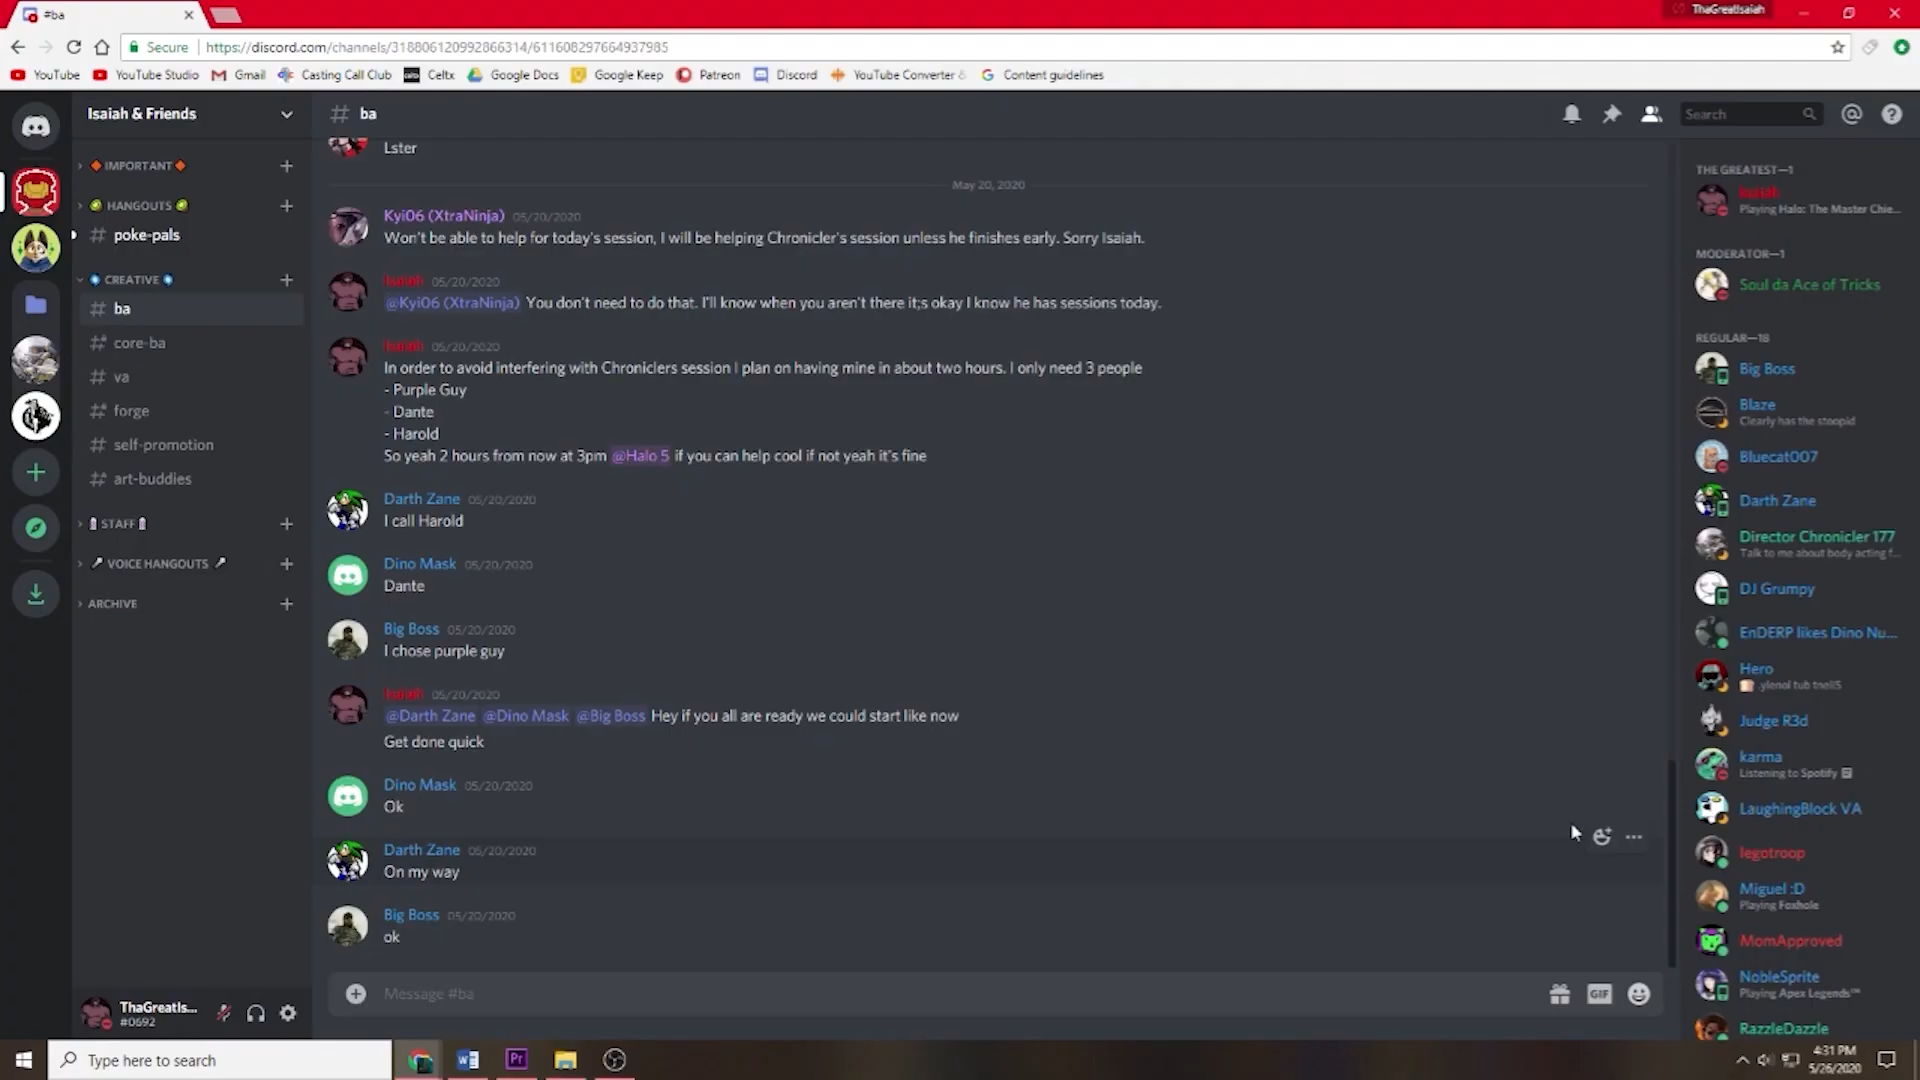 #ba
ThaGreatIsaiah
Secure
https://discord.com/channels/318806120992866314/611608297664937985
YouTube
YouTube Studio
Gmail
Casting Call Club
Celtx
Google Docs
Google Keep
Patreon
Discord
YouTube Converter &
Content guidelines
Isaiah & Friends
IMPORTANT
HANGOUTS
# poke-pals
CREATIVE
# ba
# core-ba
# va
# forge
# self-promotion
# art-buddies
STAFF
VOICE HANGOUTS
ARCHIVE
ThaGreatIs...
#0692
# ba
Search
Lster
May 20, 2020
Kyi06 (XtraNinja) 05/20/2020
Won't be able to help for today's session, I will be helping Chronicler's session unless he finishes early. Sorry Isaiah.
Isaiah 05/20/2020
@Kyi06 (XtraNinja) You don't need to do that. I'll know when you aren't there it;s okay I know he has sessions today.
Isaiah 05/20/2020
In order to avoid interfering with Chroniclers session I plan on having mine in about two hours. I only need 3 people
- Purple Guy
- Dante
- Harold
So yeah 2 hours from now at 3pm @Halo 5 if you can help cool if not yeah it's fine
Darth Zane 05/20/2020
I call Harold
Dino Mask 05/20/2020
Dante
Big Boss 05/20/2020
I chose purple guy
Isaiah 05/20/2020
@Darth Zane @Dino Mask @Big Boss Hey if you all are ready we could start like now
Get done quick
Dino Mask 05/20/2020
Ok
Darth Zane 05/20/2020
On my way
Big Boss 05/20/2020
ok
Message #ba
GIF
THE GREATEST—1
Isaiah
Playing Halo: The Master Chie...
MODERATOR—1
Soul da Ace of Tricks
REGULAR—18
Big Boss
Blaze
Clearly has the stoopid
Bluecat007
Darth Zane
Director Chronicler 177
Talk to me about body acting f...
DJ Grumpy
EnDERP likes Dino Nu...
Hero
Judge R3d
karma
Listening to Spotify
LaughingBlock VA
legotroop
Miguel :D
Playing Foxhole
MomApproved
NobleSprite
Playing Apex Legends™
RazzleDazzle
Type here to search
Pr
4:31 PM
5/26/2020